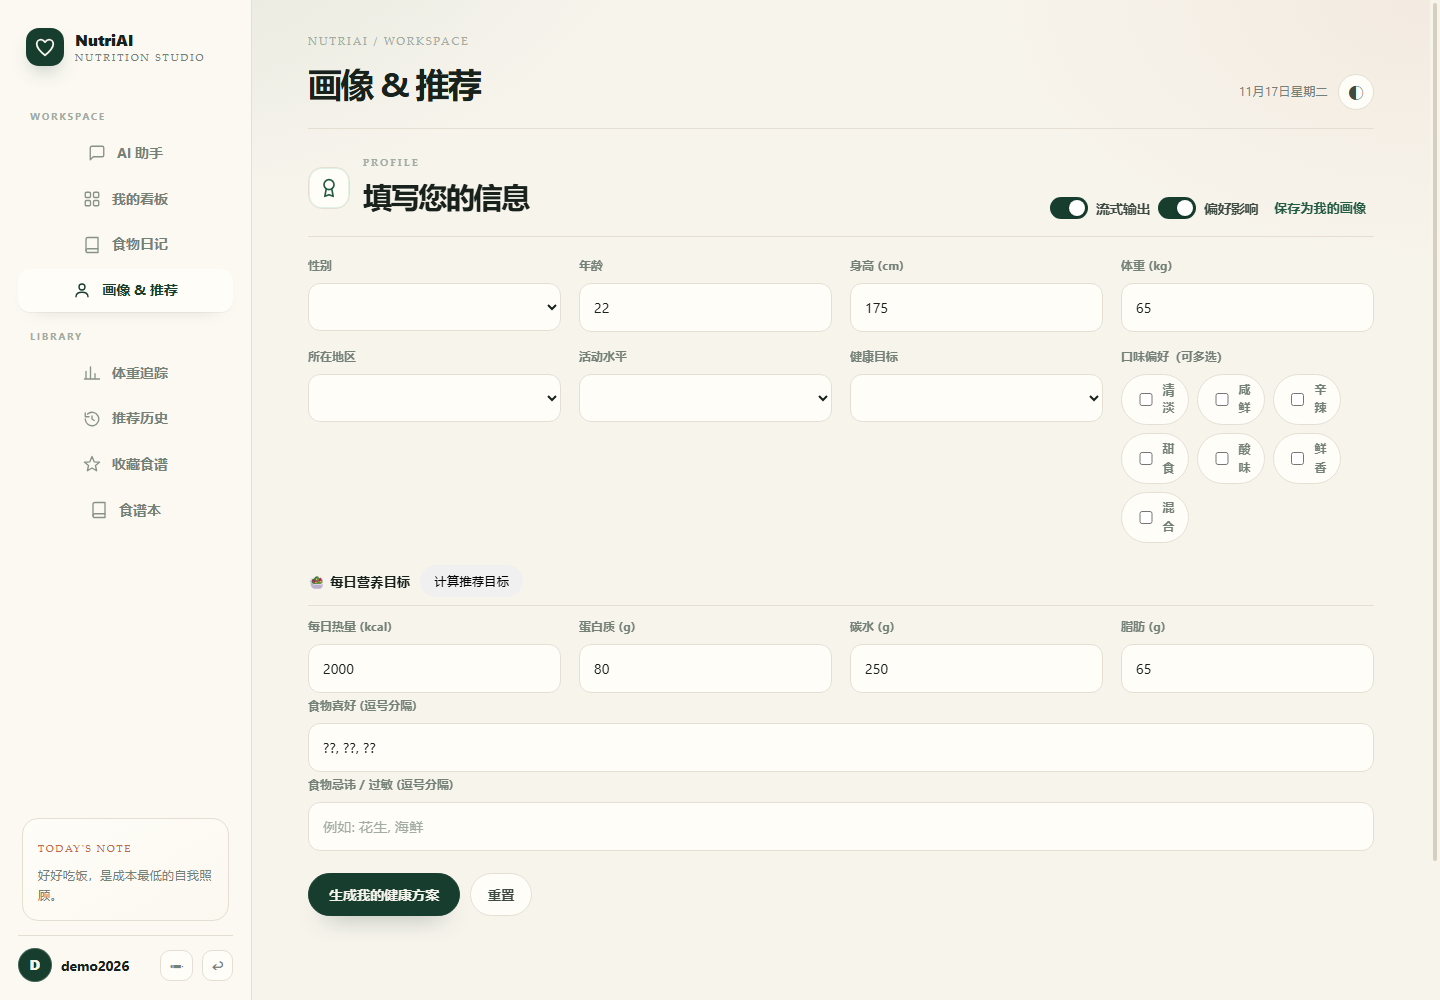 NutriAI
NUTRITION STUDIO
WORKSPACE
AI 助手
我的看板
食物日记
画像 & 推荐
LIBRARY
体重追踪
推荐历史
收藏食谱
食谱本
TODAY'S NOTE
好好吃饭，是成本最低的自我照
顾。
D
demo2026
NUTRIAI / WORKSPACE
画像 & 推荐
11月17日星期二
PROFILE
填写您的信息
流式输出
偏好影响
保存为我的画像
性别
年龄
身高 (cm)
体重 (kg)
22
175
65
所在地区
活动水平
健康目标
口味偏好（可多选）
清淡
咸鲜
辛辣
甜食
酸味
鲜香
混合
每日营养目标
计算推荐目标
每日热量 (kcal)
蛋白质 (g)
碳水 (g)
脂肪 (g)
2000
80
250
65
食物喜好 (逗号分隔)
??, ??, ??
食物忌讳 / 过敏 (逗号分隔)
例如: 花生, 海鲜
生成我的健康方案
重置